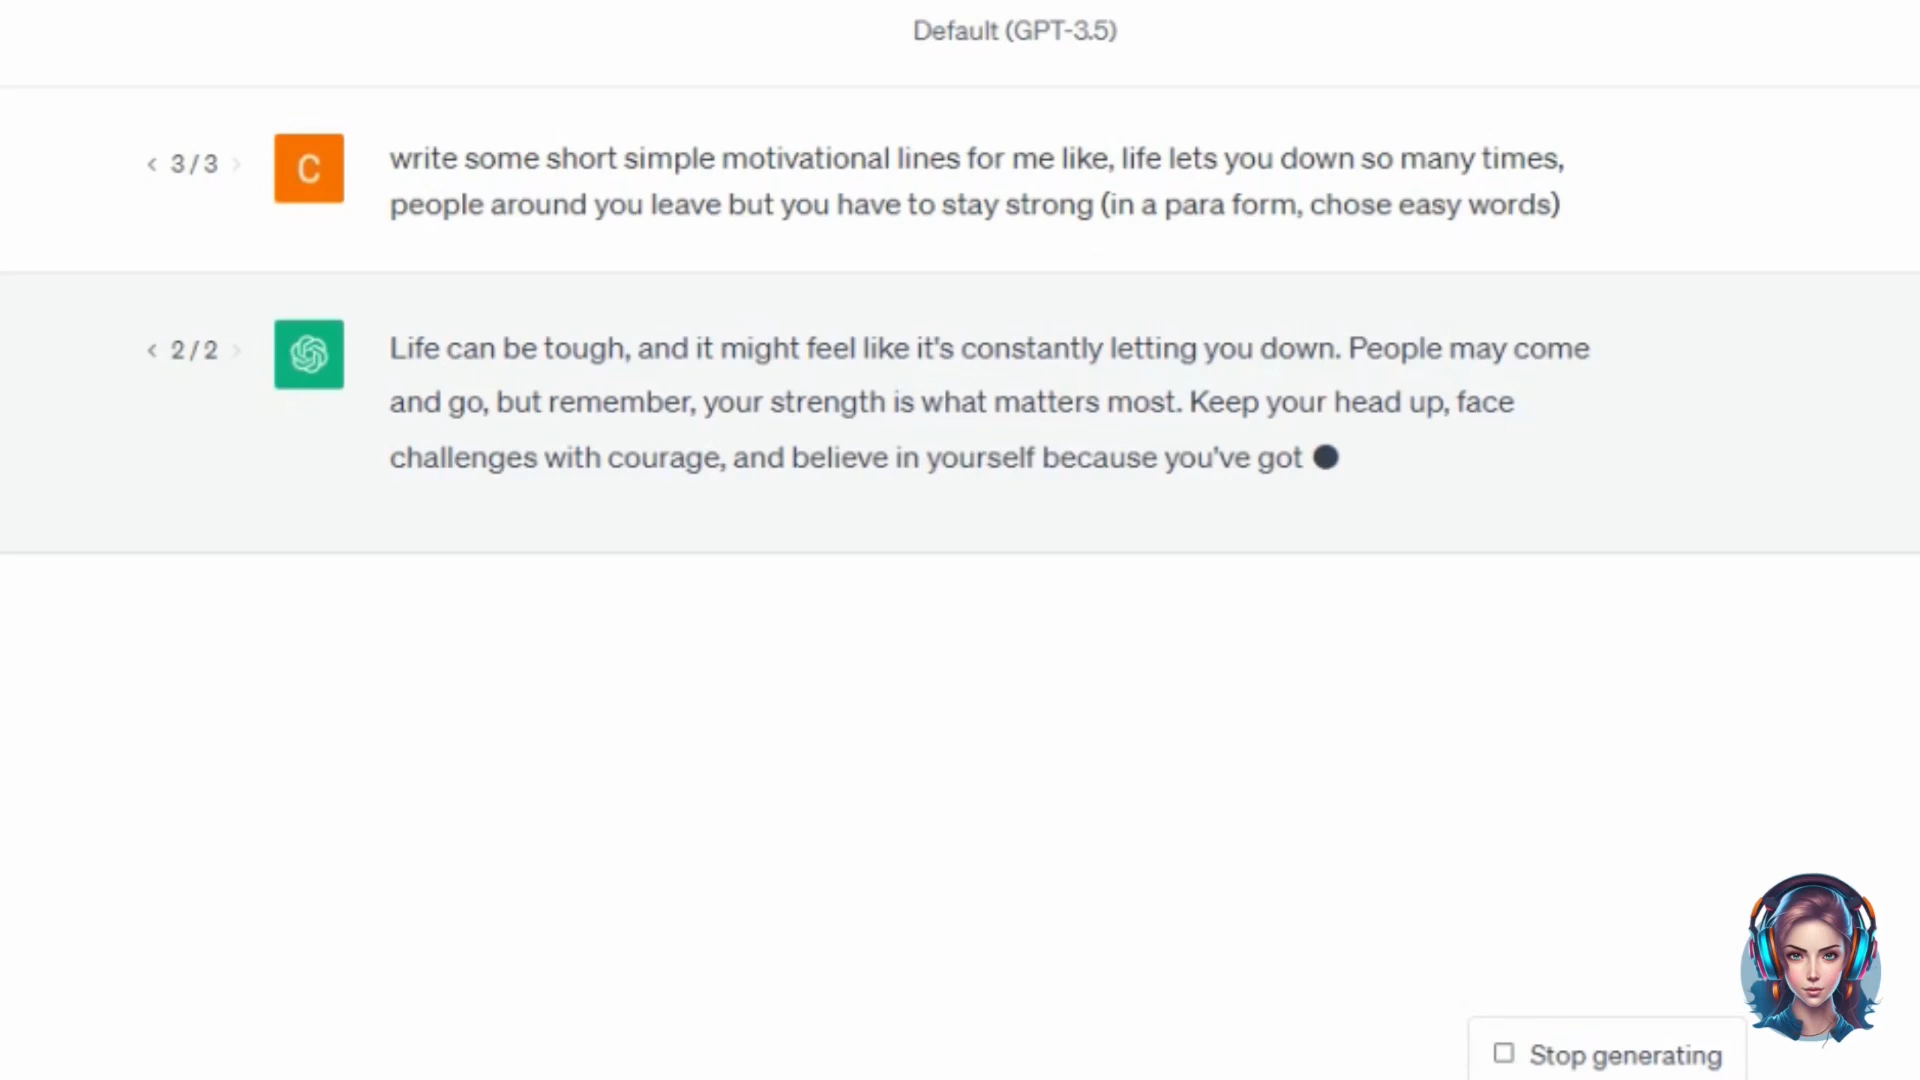 Default (GPT-3.5)
< 3/3 >
C
write some short simple motivational lines for me like, life lets you down so many times,
people around you leave but you have to stay strong (in a para form, chose easy words)
< 2/2 >
Life can be tough, and it might feel like it's constantly letting you down. People may come
and go, but remember, your strength is what matters most. Keep your head up, face
challenges with courage, and believe in yourself because you've got
Stop generating